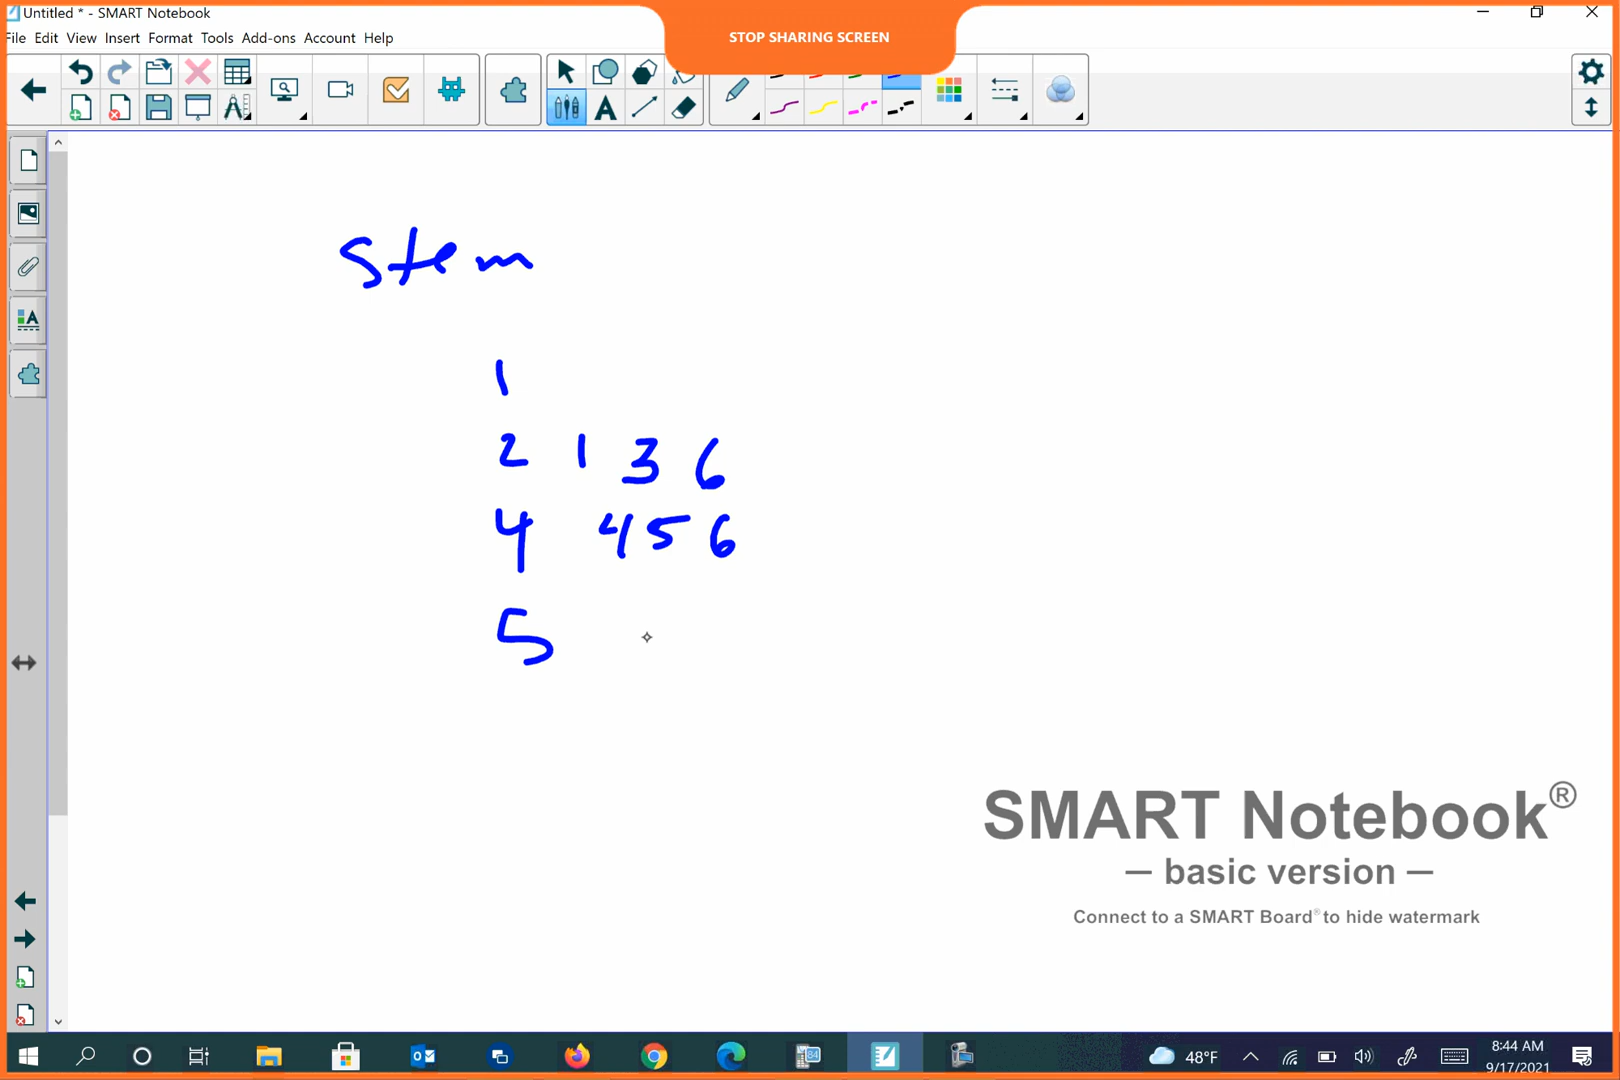 Untitled * - SMART Notebook
STOP SHARING SCREEN
File Edit View Insert Format Tools Add-ons Account Help
Stem
1
2 1 3 6
4 4 5 6
5
SMART Notebook®
— basic version —
Connect to a SMART Board® to hide watermark
48°F
8:44 AM
9/17/2021